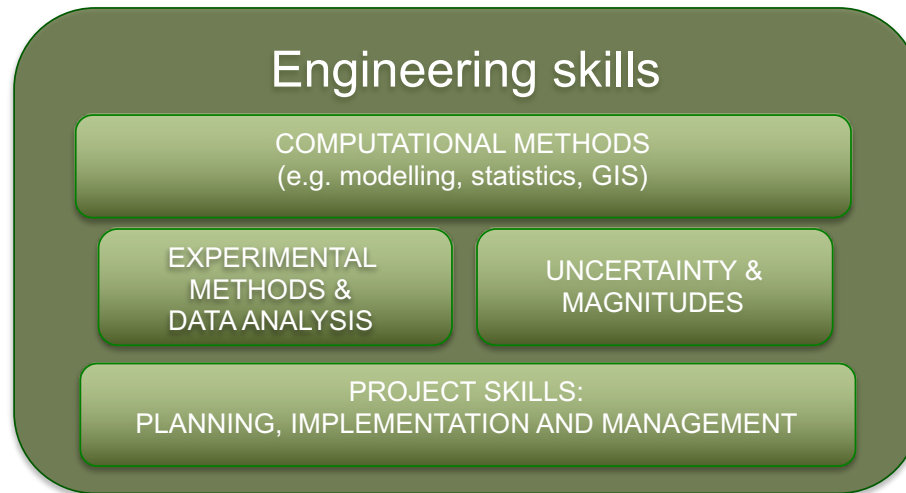 Engineering skills
COMPUTATIONAL METHODS
(e.g. modelling, statistics, GIS)
EXPERIMENTAL
METHODS &
DATA ANALYSIS
UNCERTAINTY &
MAGNITUDES
PROJECT SKILLS:
PLANNING, IMPLEMENTATION AND MANAGEMENT